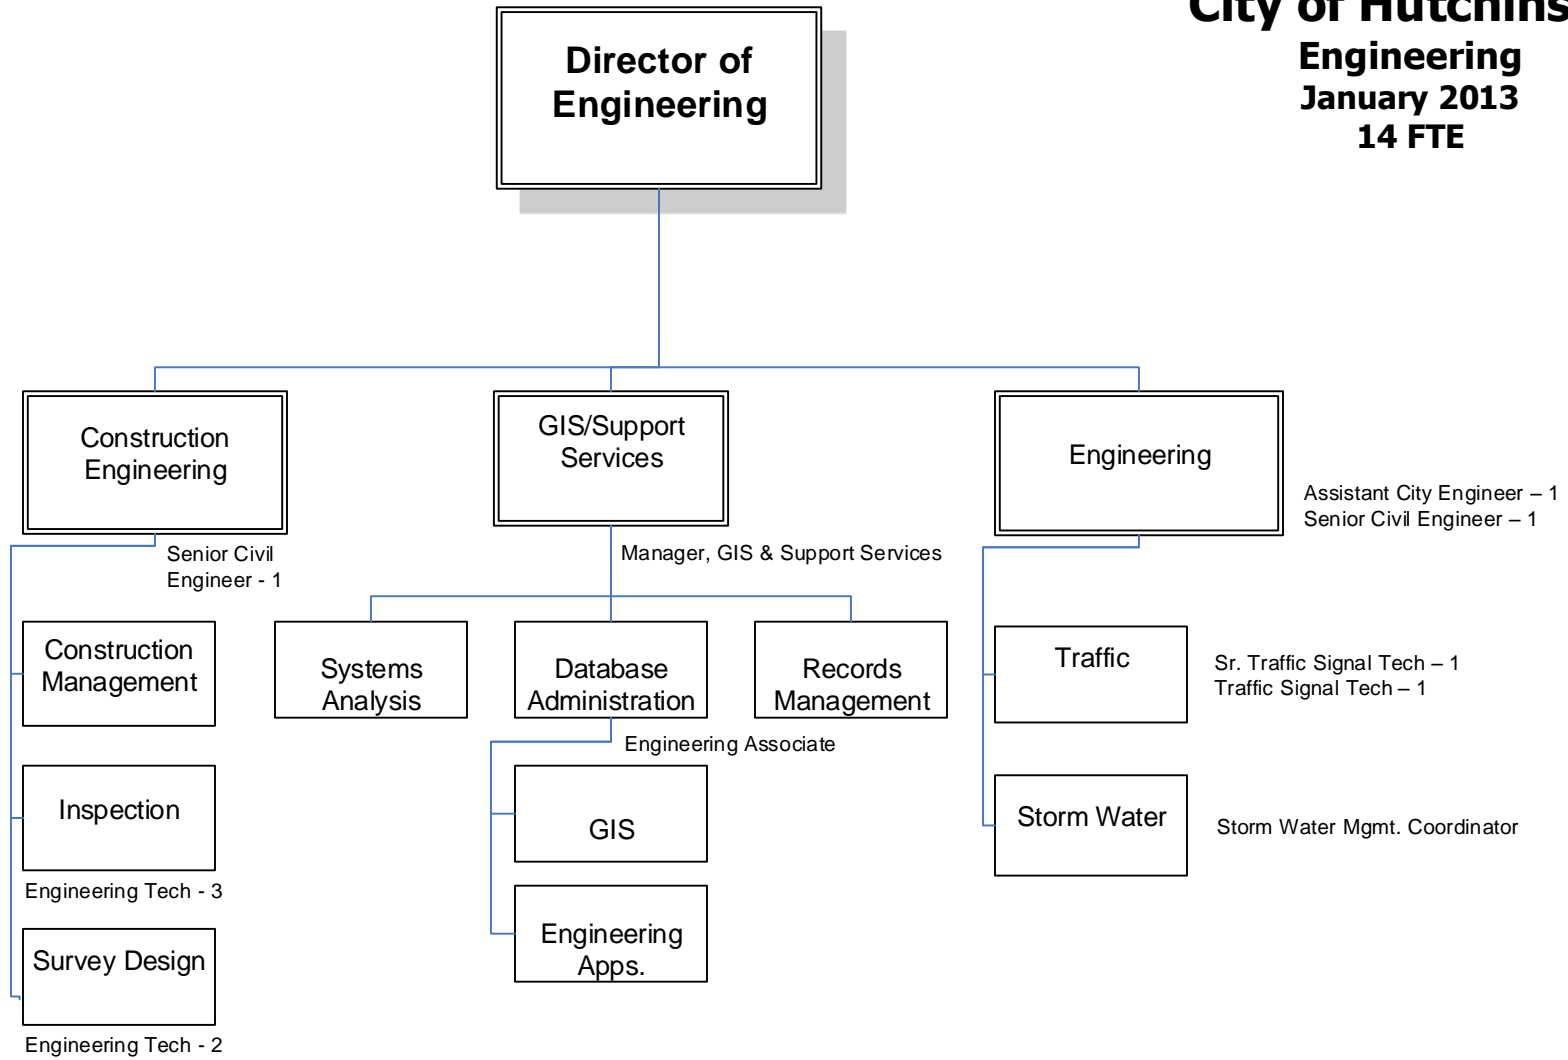 City of Hutchins
Engineering
January 2013
14 FTE
Director of
Engineering
Construction
Engineering
Senior Civil
Engineer - 1
GIS/Support
Services
Manager, GIS & Support Services
Engineering
Assistant City Engineer – 1
Senior Civil Engineer – 1
Construction
Management
Inspection
Engineering Tech - 3
Survey Design
Engineering Tech - 2
Systems
Analysis
Database
Administration
Engineering Associate
Records
Management
GIS
Engineering
Apps.
Traffic
Sr. Traffic Signal Tech – 1
Traffic Signal Tech – 1
Storm Water
Storm Water Mgmt. Coordinator